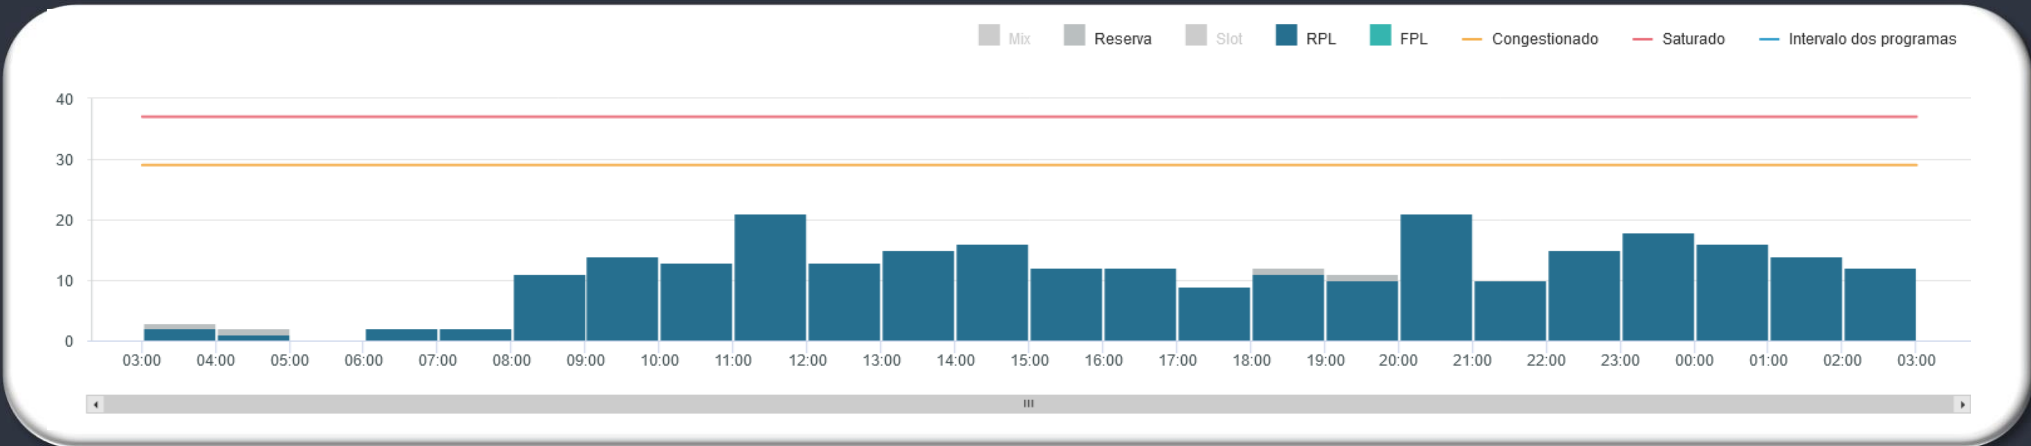 Mix Reserva Slot RPL FPL Congestionado Saturado Intervalo dos programas
40
30
20
10
0
03:00 04:00 05:00 06:00 07:00 08:00 09:00 10:00 11:00 12:00 13:00 14:00 15:00 16:00 17:00 18:00 19:00 20:00 21:00 22:00 23:00 00:00 01:00 02:00 03:00